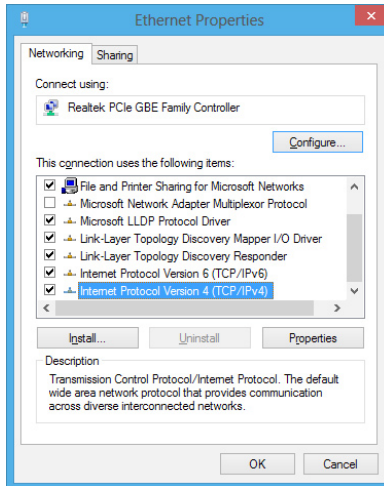 Ethernet Properties
Networking
Sharing
Connect using:
Realtek PCIe GBE Family Controller
Configure...
This connection uses the following items:
File and Printer Sharing for Microsoft Networks
Microsoft Network Adapter Multiplexor Protocol
Microsoft LLDP Protocol Driver
Link-Layer Topology Discovery Mapper I/O Driver
Link-Layer Topology Discovery Responder
Internet Protocol Version 6 (TCP/IPv6)
Internet Protocol Version 4 (TCP/IPv4)
Install...
Uninstall
Properties
Description
Transmission Control Protocol/Internet Protocol. The default
wide area network protocol that provides communication
across diverse interconnected networks.
OK
Cancel